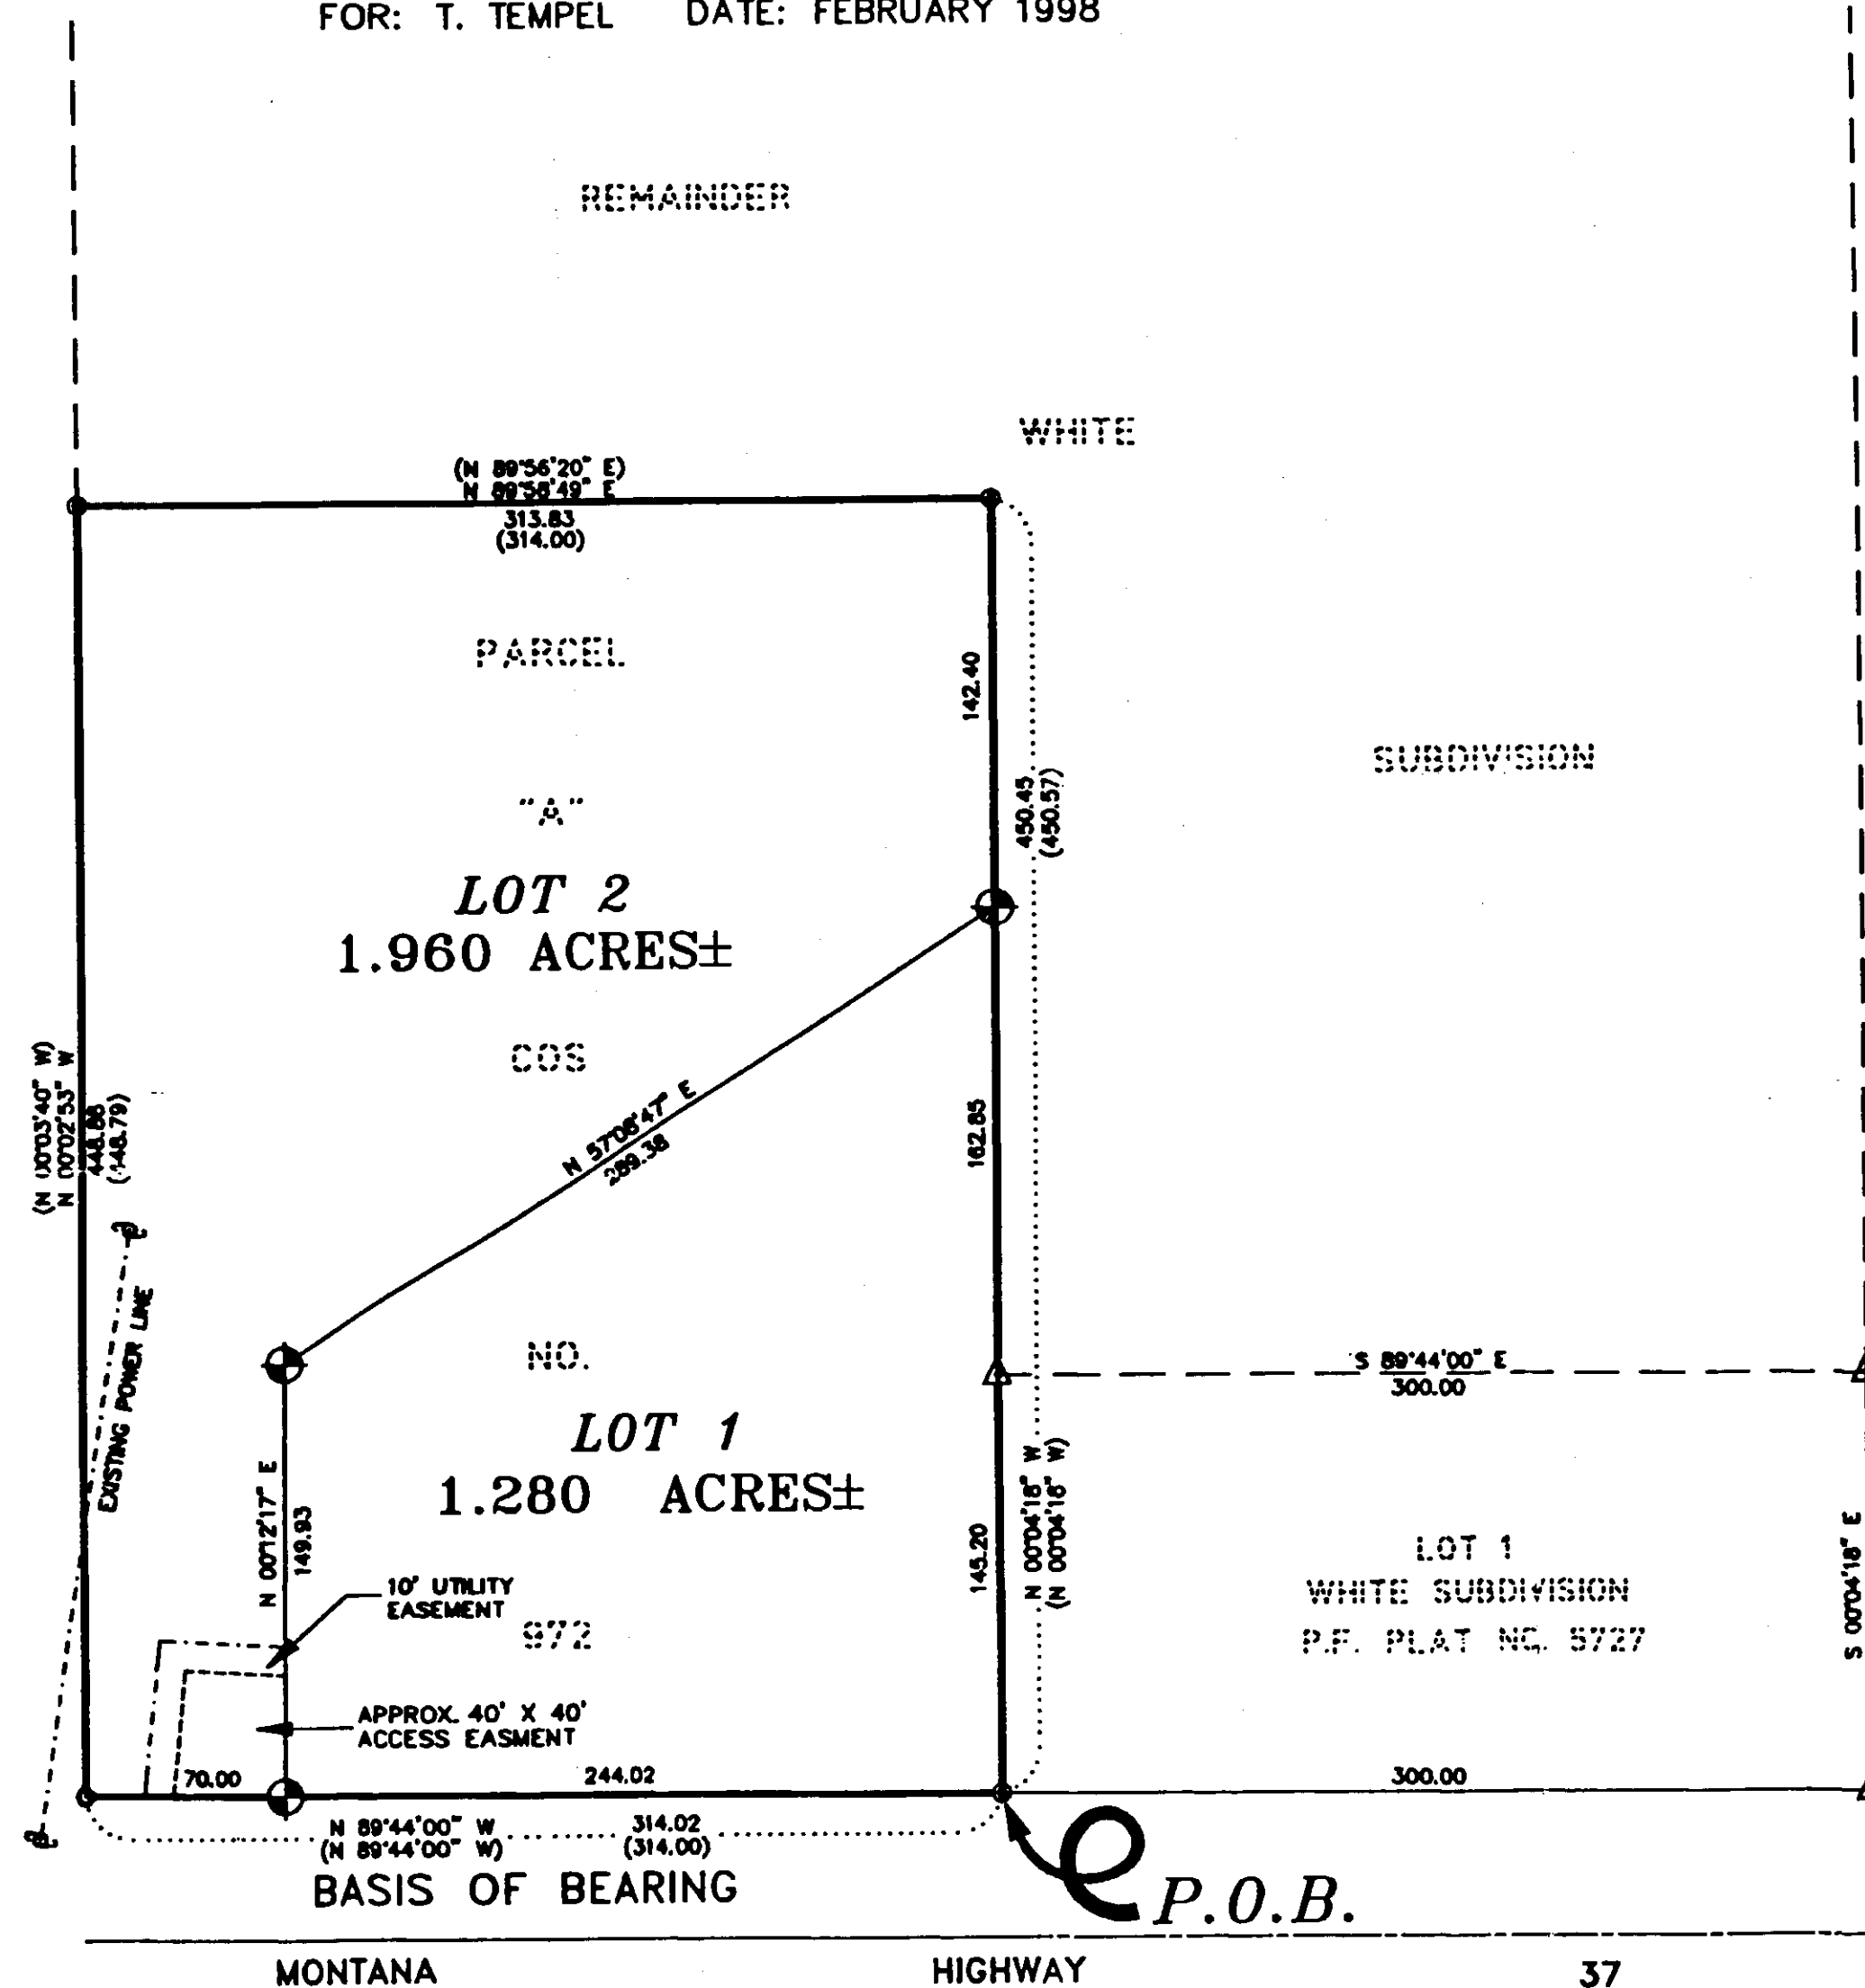 FOR: T. TEMPEL DATE: FEBRUARY 1998
REMAINDER
WHITE
(N 89°56'20" E)
N 89°58'49" E
313.83
(314.00)
PARCEL
142.40
SUBDIVISION
450.45
(450.57)
"A"
LOT 2
1.960 ACRES±
COS
(N 00°03'40" W)
N 00°02'53" W
448.88
N 57°08'47" E
289.38
162.85
EXISTING POWER LINE
NO.
S 89°44'00" E
300.00
LOT 1
1.280 ACRES±
N 00°12'17" E
149.93
145.20
N 00°04'18" W
(N 00°04'18" W)
LOT 1
WHITE SUBDIVISION
P.F. PLAT NO. 5727
S 00°04'18" E
10' UTILITY
EASEMENT
972
APPROX. 40' X 40'
ACCESS EASMENT
70.00
244.02
300.00
N 89°44'00" W 314.02
(N 89°44'00" W) (314.00)
BASIS OF BEARING
P.O.B.
MONTANA HIGHWAY 37